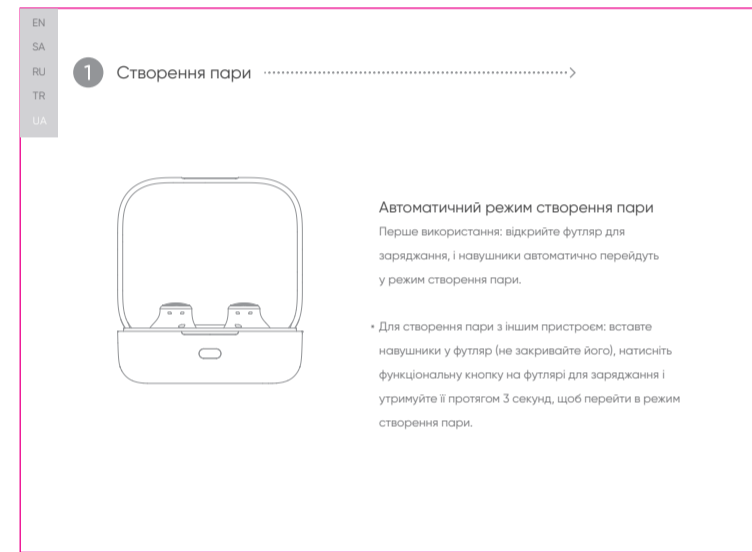 EN
SA
RU
TR
UA
1 Створення пари
Автоматичний режим створення пари
Перше використання: відкрийте футляр для
заряджання, і навушники автоматично перейдуть
у режим створення пари.
• Для створення пари з іншим пристроєм: вставте
навушники у футляр (не закривайте його), натисніть
функціональну кнопку на футлярі для заряджання і
утримуйте її протягом 3 секунд, щоб перейти в режим
створення пари.